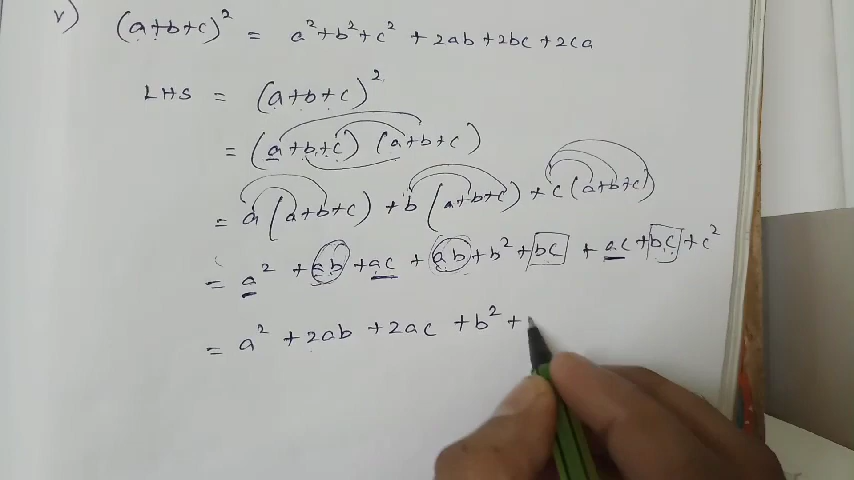 v) (a+b+c)² = a²+b²+c² +2ab+2bc+2ca
LHS = (a+b+c)²
= (a+b+c) (a+b+c)
= a(a+b+c) +b(a+b+c) +c(a+b+c)
= a² +ab +ac +ab+b²+bc +ac+bc+c²
= a² +2ab +2ac +b² +